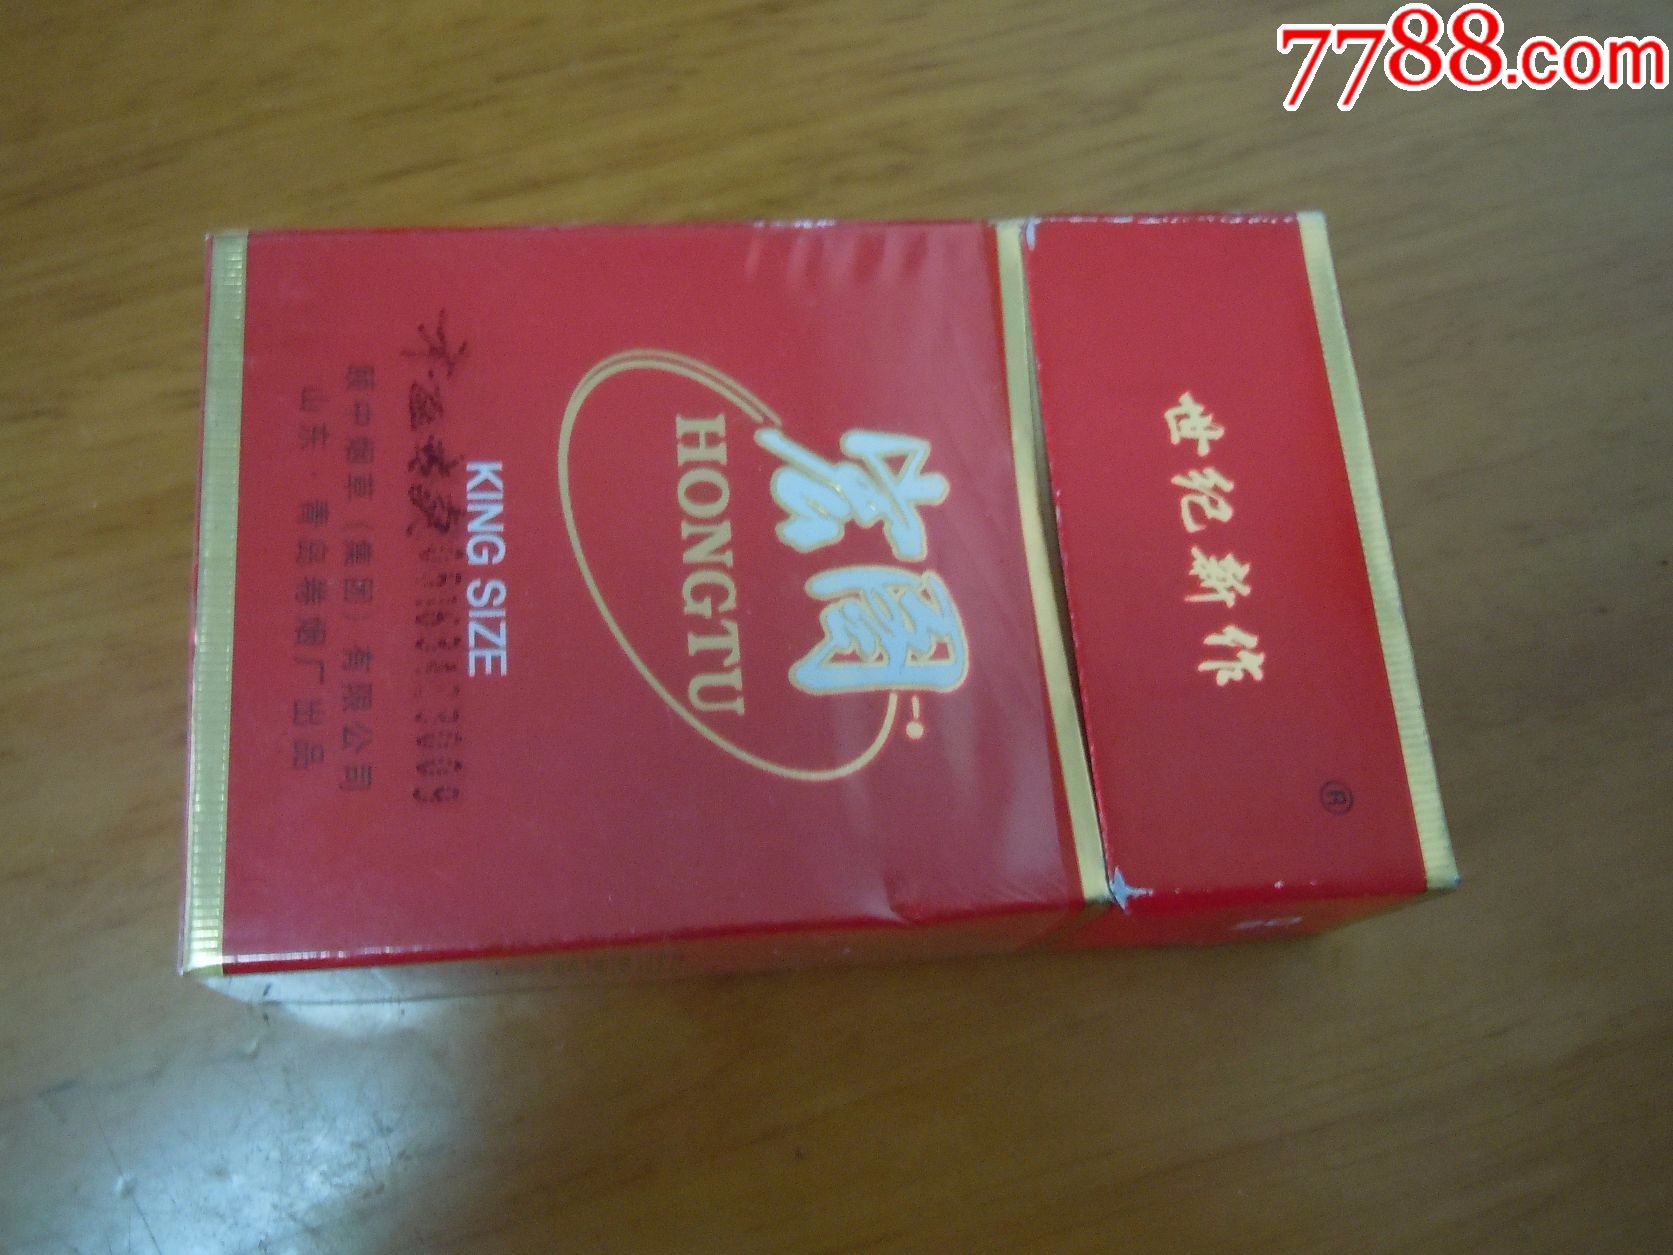 7788.com
世纪新作
®
宏图
HONGTU
KING SIZE
颐中烟草（集团）有限公司
山东·青岛卷烟厂出品